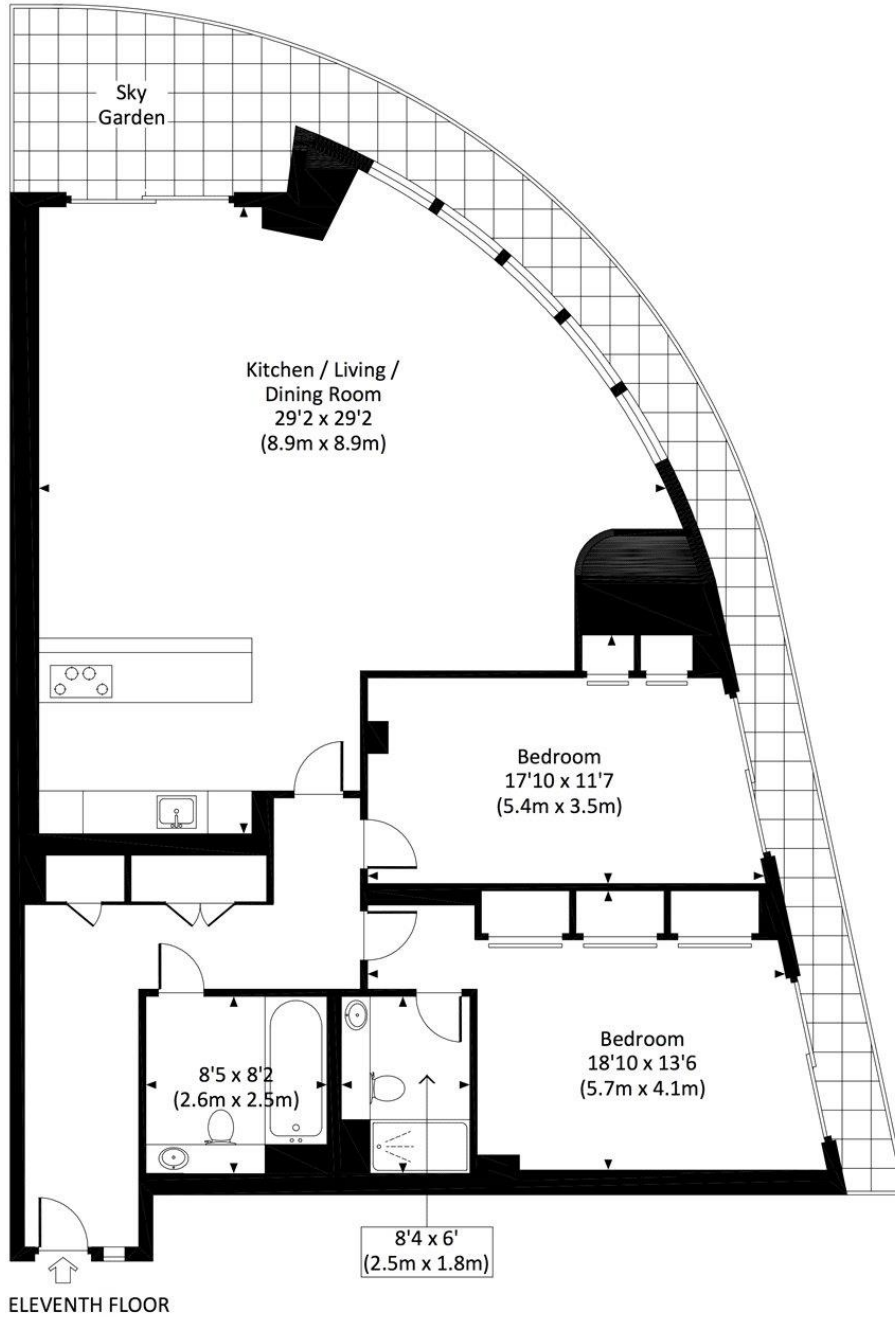 Sky
Garden
Kitchen / Living /
Dining Room
29'2 x 29'2
(8.9m x 8.9m)
Bedroom
17'10 x 11'7
(5.4m x 3.5m)
Bedroom
18'10 x 13'6
(5.7m x 4.1m)
8'5 x 8'2
(2.6m x 2.5m)
8'4 x 6'
(2.5m x 1.8m)
ELEVENTH FLOOR